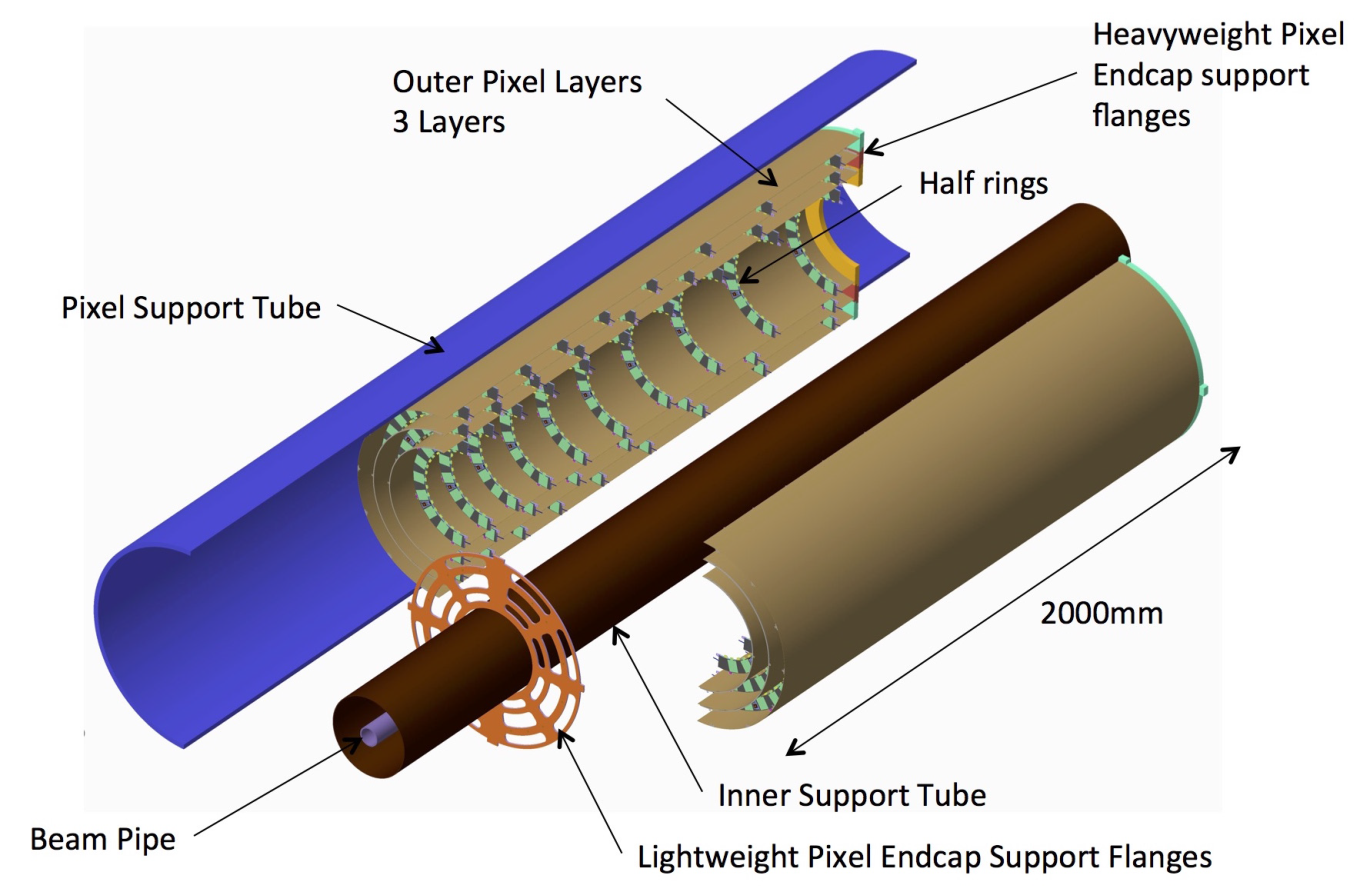 Heavyweight Pixel
Endcap support
flanges
Outer Pixel Layers
3 Layers
Half rings
Pixel Support Tube
2000mm
Inner Support Tube
Beam Pipe
Lightweight Pixel Endcap Support Flanges